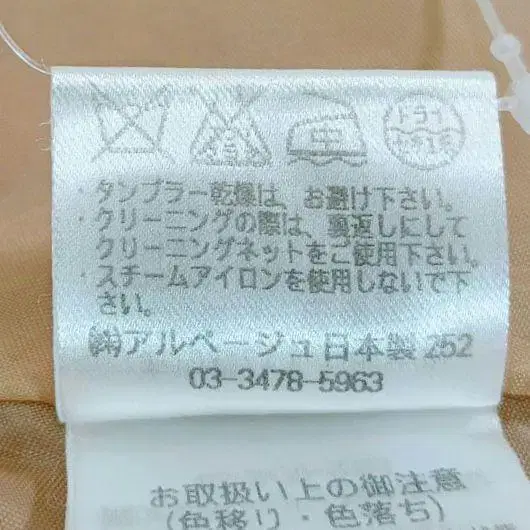 中
ドライ
・タンブラー乾燥は、お避け下さい。
・クリーニングの際は、裏返しにして
クリーニングネットをご使用下さい。
・スチームアイロンを使用しないで下
さい。
㈱アルページュ日本製 252
03-3478-5963
お取扱い上の御注意
(色移り・色落ち)